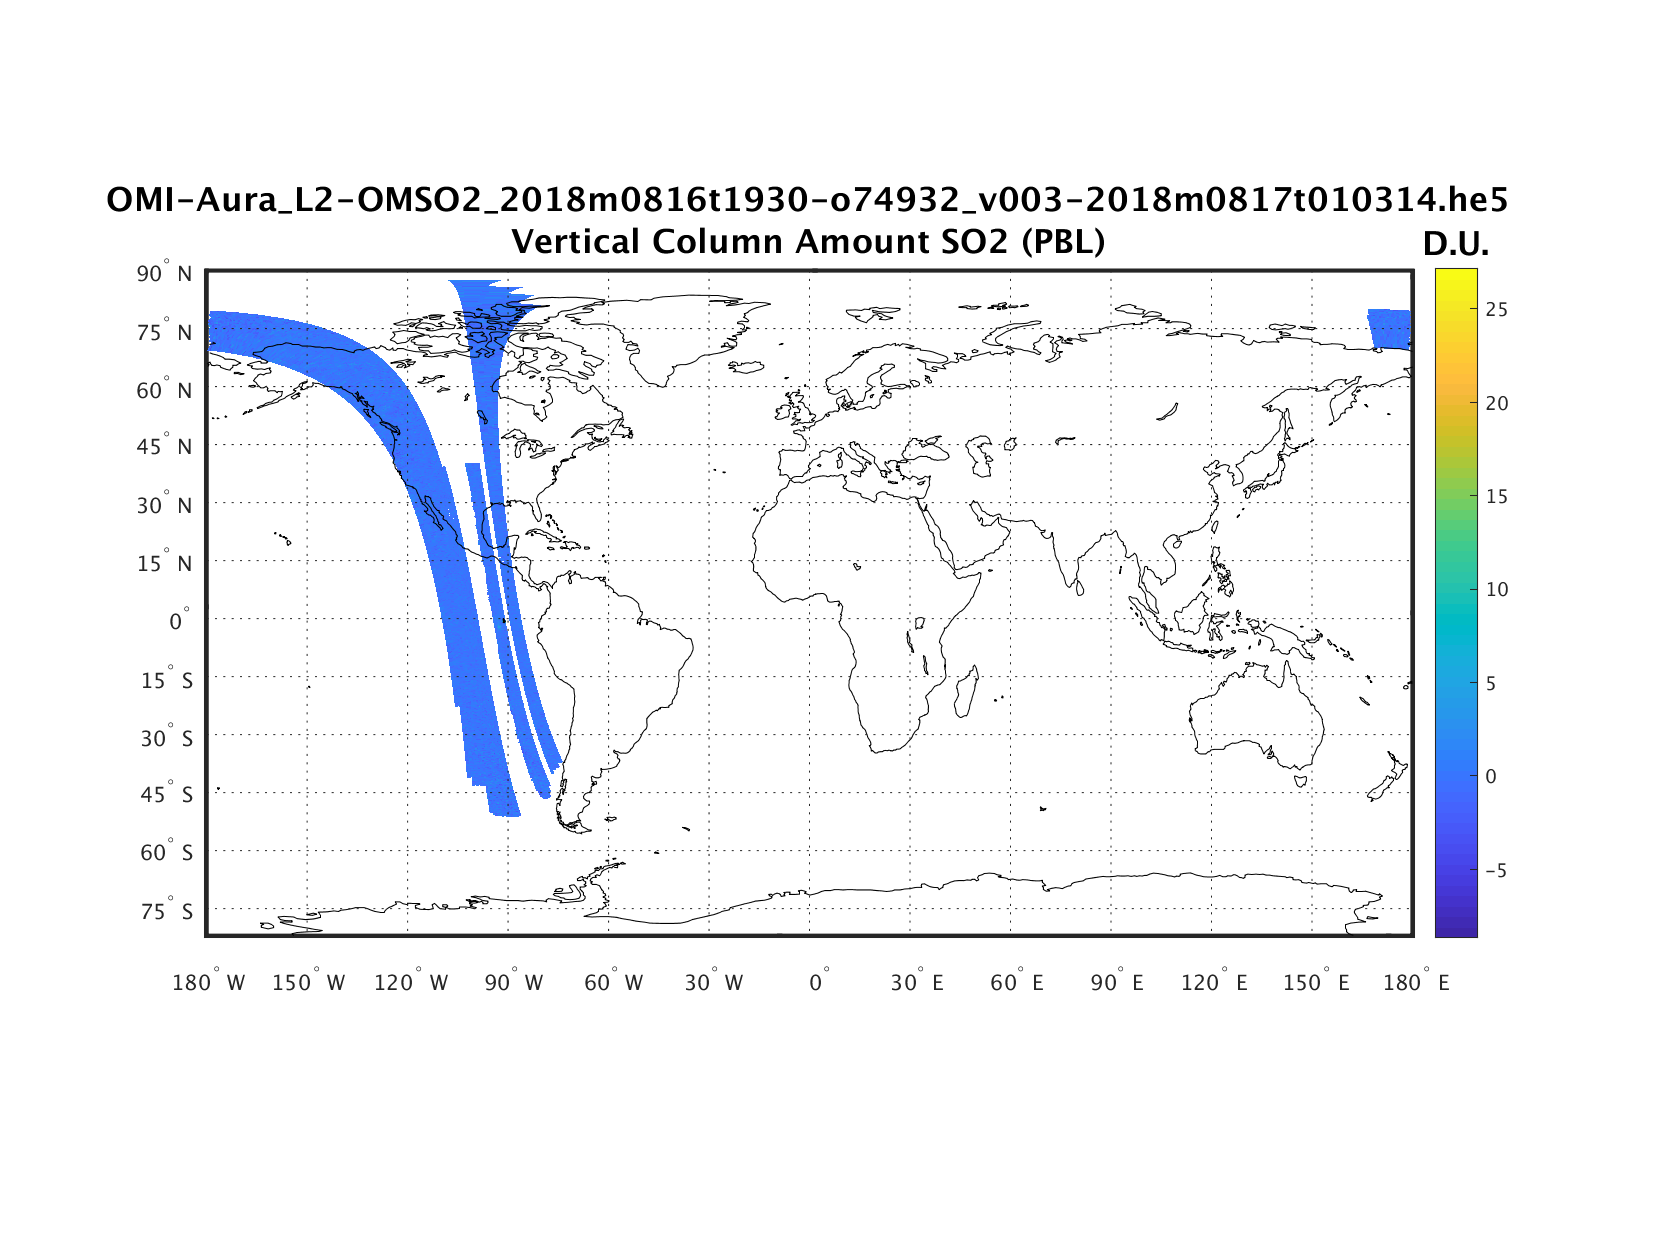 OMI-Aura_L2-OMSO2_2018m0816t1930-o74932_v003-2018m0817t010314.he5
Vertical Column Amount SO2 (PBL)
D.U.
90° N
75° N
60° N
45° N
30° N
15° N
0°
15° S
30° S
45° S
60° S
75° S
180° W 150° W 120° W 90° W 60° W 30° W 0° 30° E 60° E 90° E 120° E 150° E 180° E
25
20
15
10
5
0
-5